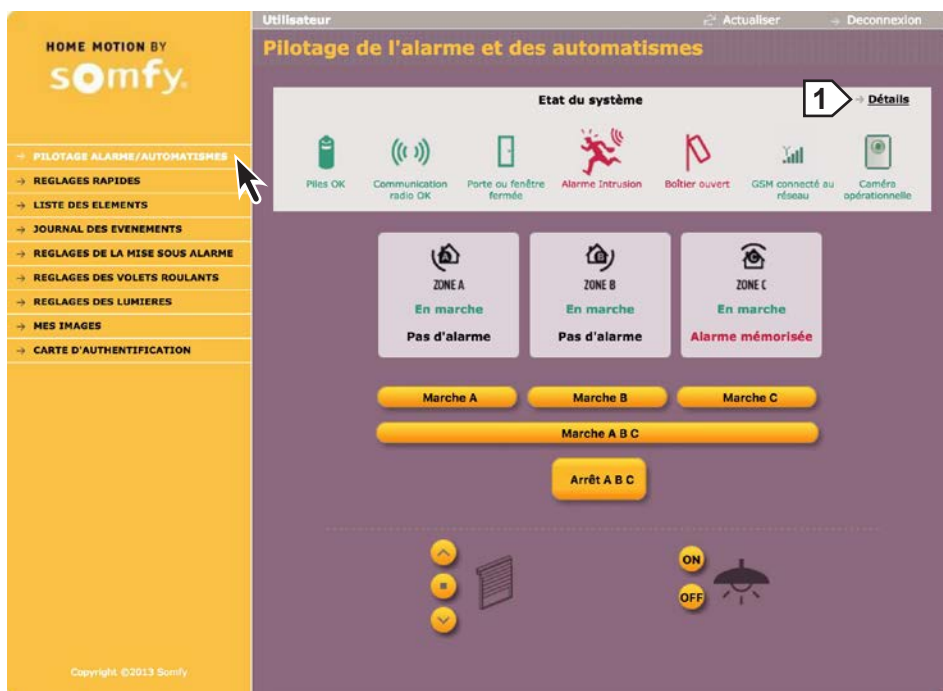 Utilisateur
Actualiser
Deconnexion
HOME MOTION BY
somfy.
Pilotage de l'alarme et des automatismes
Etat du système
1
Détails
Piles OK
Communication
radio OK
Porte ou fenêtre
fermée
Alarme Intrusion
Boîtier ouvert
GSM connecté au
réseau
Caméra
opérationnelle
PILOTAGE ALARME/AUTOMATISMES
REGLAGES RAPIDES
LISTE DES ELEMENTS
JOURNAL DES EVENEMENTS
REGLAGES DE LA MISE SOUS ALARME
REGLAGES DES VOLETS ROULANTS
REGLAGES DES LUMIERES
MES IMAGES
CARTE D'AUTHENTIFICATION
A
ZONE A
En marche
Pas d'alarme
B
ZONE B
En marche
Pas d'alarme
C
ZONE C
En marche
Alarme mémorisée
Marche A
Marche B
Marche C
Marche A B C
Arrêt A B C
ON
OFF
Copyright ©2013 Somfy